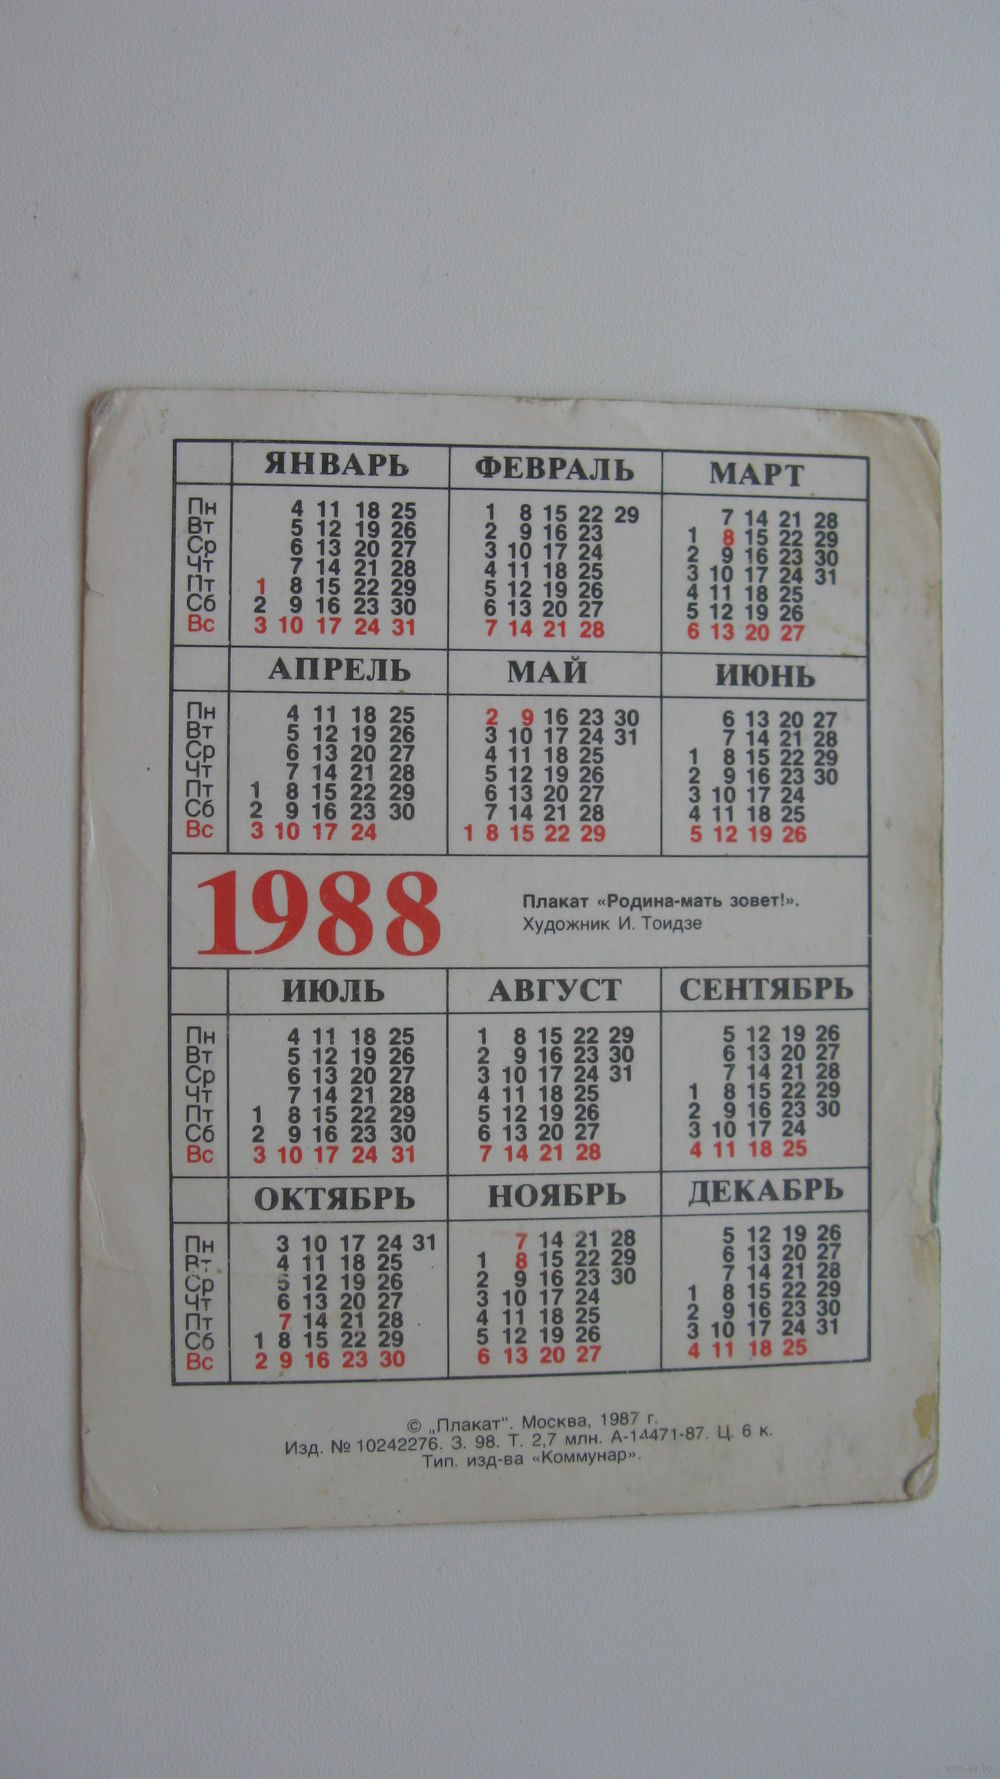 ЯНВАРЬ ФЕВРАЛЬ МАРТ
Пн 4 11 18 25 1 8 15 22 29 7 14 21 28
Вт 5 12 19 26 2 9 16 23 1 8 15 22 29
Ср 6 13 20 27 3 10 17 24 2 9 16 23 30
Чт 7 14 21 28 4 11 18 25 3 10 17 24 31
Пт 1 8 15 22 29 5 12 19 26 4 11 18 25
Сб 2 9 16 23 30 6 13 20 27 5 12 19 26
Вс 3 10 17 24 31 7 14 21 28 6 13 20 27
АПРЕЛЬ МАЙ ИЮНЬ
Пн 4 11 18 25 2 9 16 23 30 6 13 20 27
Вт 5 12 19 26 3 10 17 24 31 7 14 21 28
Ср 6 13 20 27 4 11 18 25 1 8 15 22 29
Чт 7 14 21 28 5 12 19 26 2 9 16 23 30
Пт 1 8 15 22 29 6 13 20 27 3 10 17 24
Сб 2 9 16 23 30 7 14 21 28 4 11 18 25
Вс 3 10 17 24 1 8 15 22 29 5 12 19 26
1988
Плакат «Родина-мать зовет!».
Художник И. Тоидзе
ИЮЛЬ АВГУСТ СЕНТЯБРЬ
Пн 4 11 18 25 1 8 15 22 29 5 12 19 26
Вт 5 12 19 26 2 9 16 23 30 6 13 20 27
Ср 6 13 20 27 3 10 17 24 31 7 14 21 28
Чт 7 14 21 28 4 11 18 25 1 8 15 22 29
Пт 1 8 15 22 29 5 12 19 26 2 9 16 23 30
Сб 2 9 16 23 30 6 13 20 27 3 10 17 24
Вс 3 10 17 24 31 7 14 21 28 4 11 18 25
ОКТЯБРЬ НОЯБРЬ ДЕКАБРЬ
Пн 3 10 17 24 31 7 14 21 28 5 12 19 26
Вт 4 11 18 25 1 8 15 22 29 6 13 20 27
Ср 5 12 19 26 2 9 16 23 30 7 14 21 28
Чт 6 13 20 27 3 10 17 24 1 8 15 22 29
Пт 7 14 21 28 4 11 18 25 2 9 16 23 30
Сб 1 8 15 22 29 5 12 19 26 3 10 17 24 31
Вс 2 9 16 23 30 6 13 20 27 4 11 18 25
© „Плакат“. Москва, 1987 г.
Изд. № 10242276. З. 98. Т. 2,7 млн. А-14471-87. Ц. 6 к.
Тип. изд-ва «Коммунар».